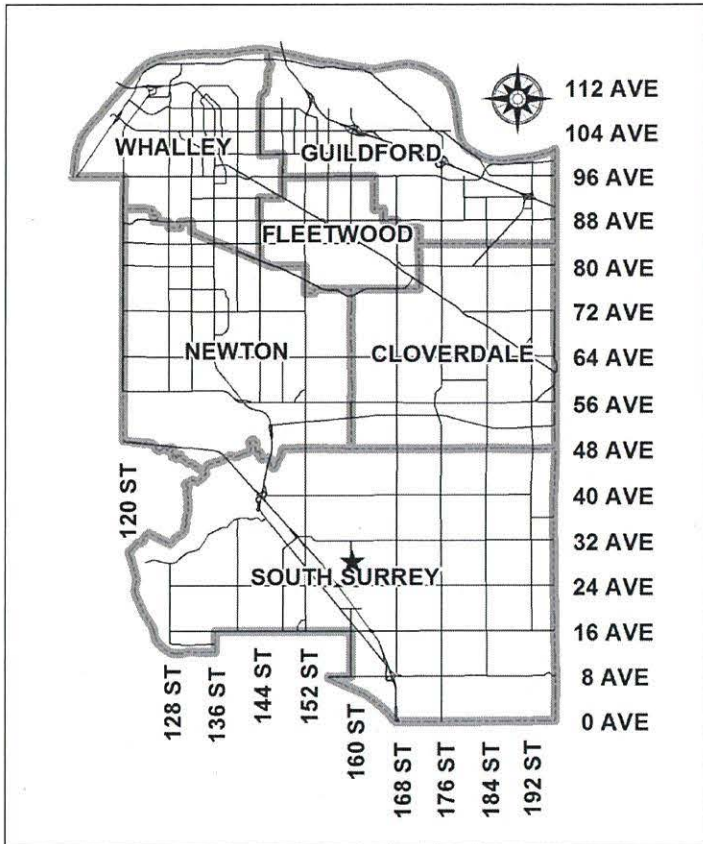 112 AVE
104 AVE
WHALLEY
GUILDFORD
96 AVE
88 AVE
FLEETWOOD
80 AVE
72 AVE
NEWTON
CLOVERDALE
64 AVE
56 AVE
48 AVE
120 ST
40 AVE
32 AVE
SOUTH SURREY
24 AVE
16 AVE
128 ST
136 ST
144 ST
152 ST
160 ST
8 AVE
0 AVE
168 ST
176 ST
184 ST
192 ST